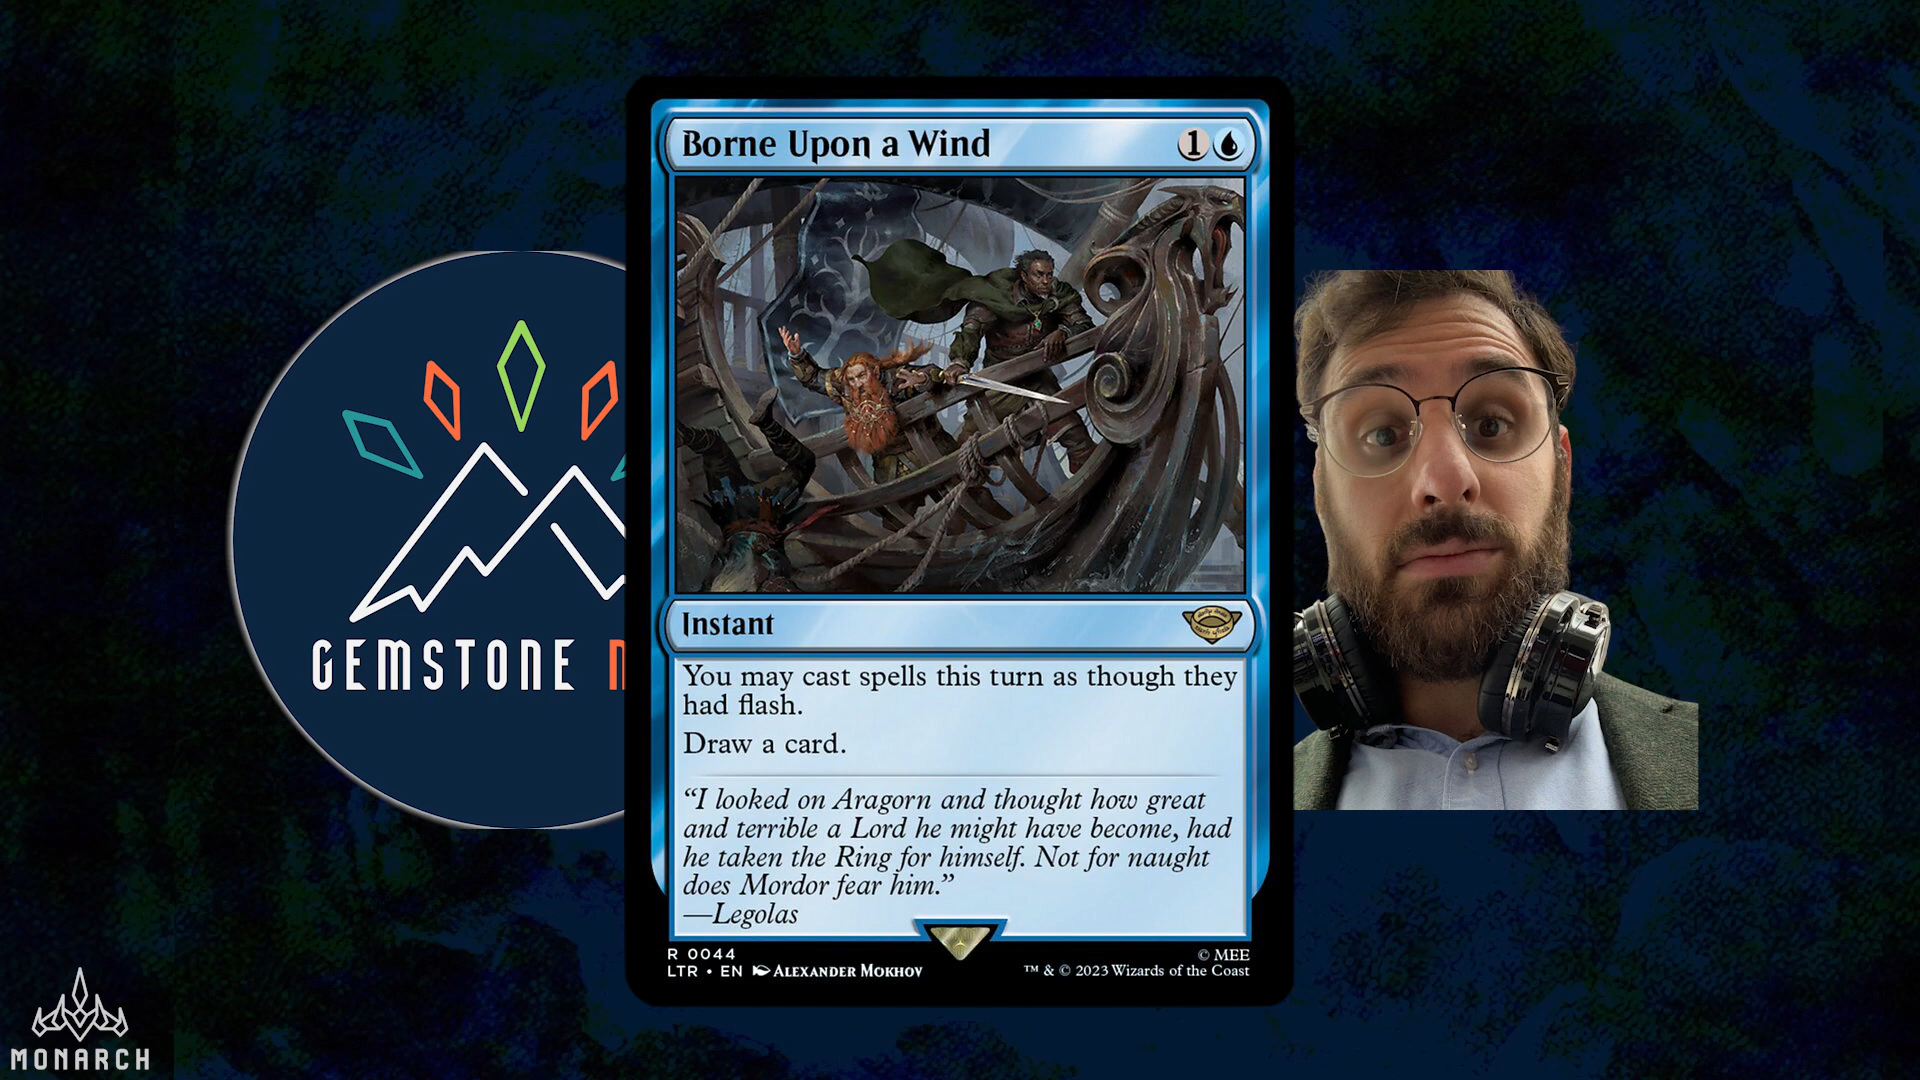 Borne Upon a Wind 1
GEMSTONE
Instant
You may cast spells this turn as though they
had flash.
Draw a card.
“I looked on Aragorn and thought how great
and terrible a Lord he might have become, had
he taken the Ring for himself. Not for naught
does Mordor fear him.”
—Legolas
R 0044
LTR • EN ALEXANDER MOKHOV
© MEE
™ & © 2023 Wizards of the Coast
MONARCH